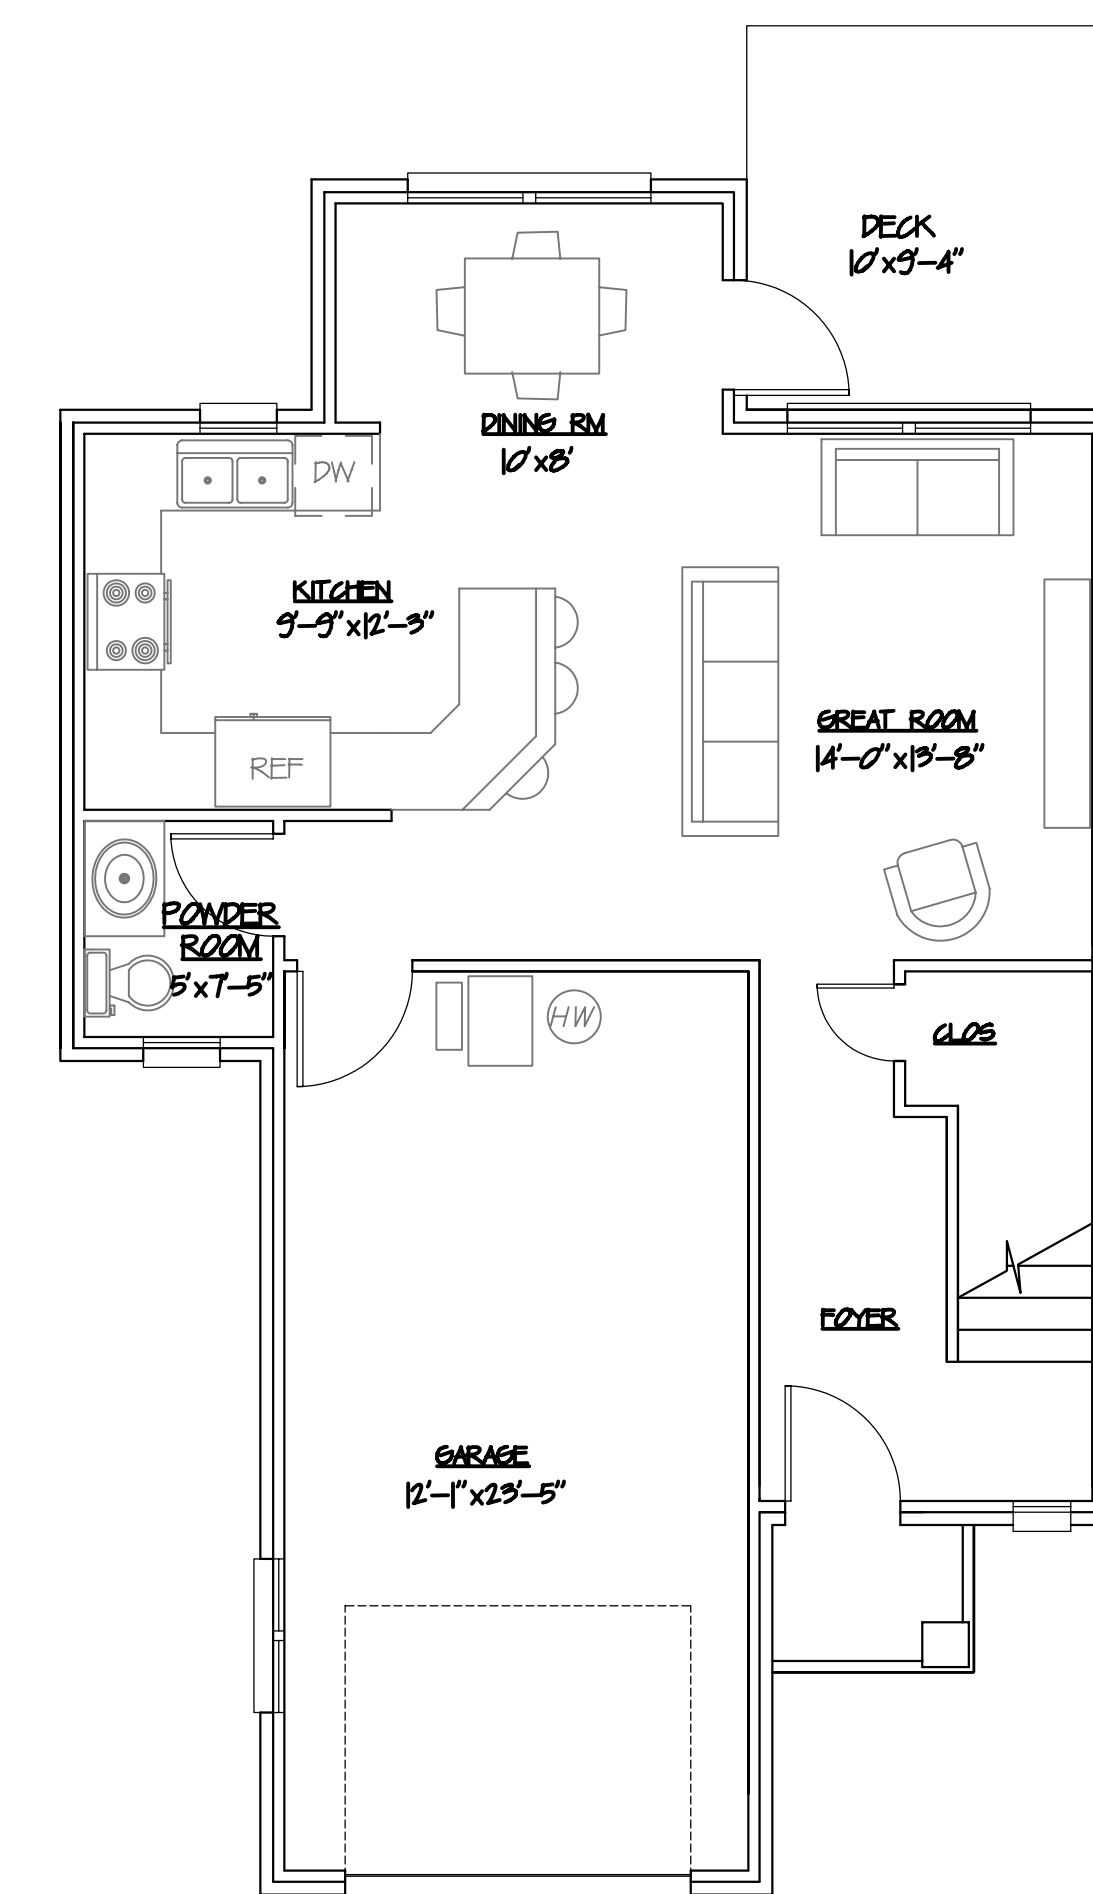 DECK
10'x9'-4"
DINING RM
10'x8'
DW
KITCHEN
9'-9"x12'-3"
GREAT ROOM
14'-0"x13'-8"
REF
POWDER
ROOM
5'x7'-5"
HW
CLOS
FOYER
GARAGE
12'-1"x23'-5"